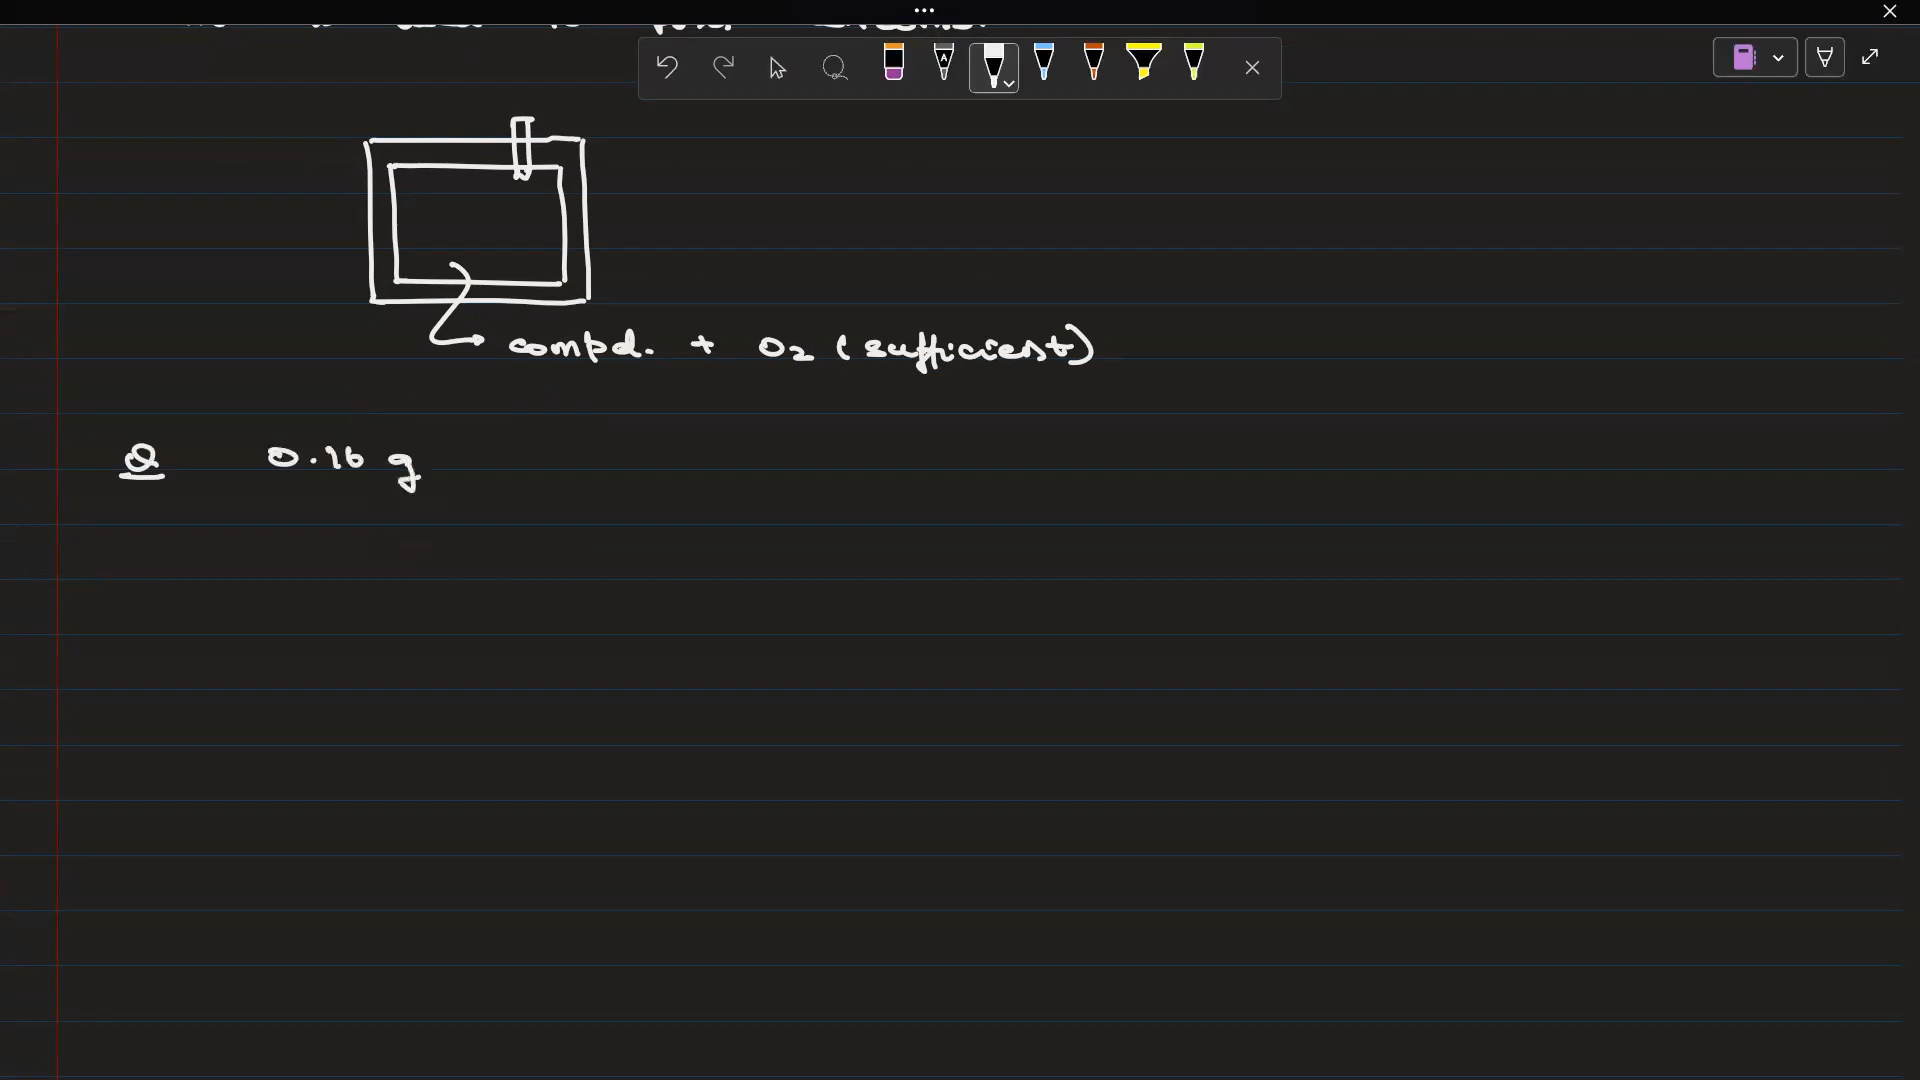 compd. + O2 (sufficient)
Q 0.16 g